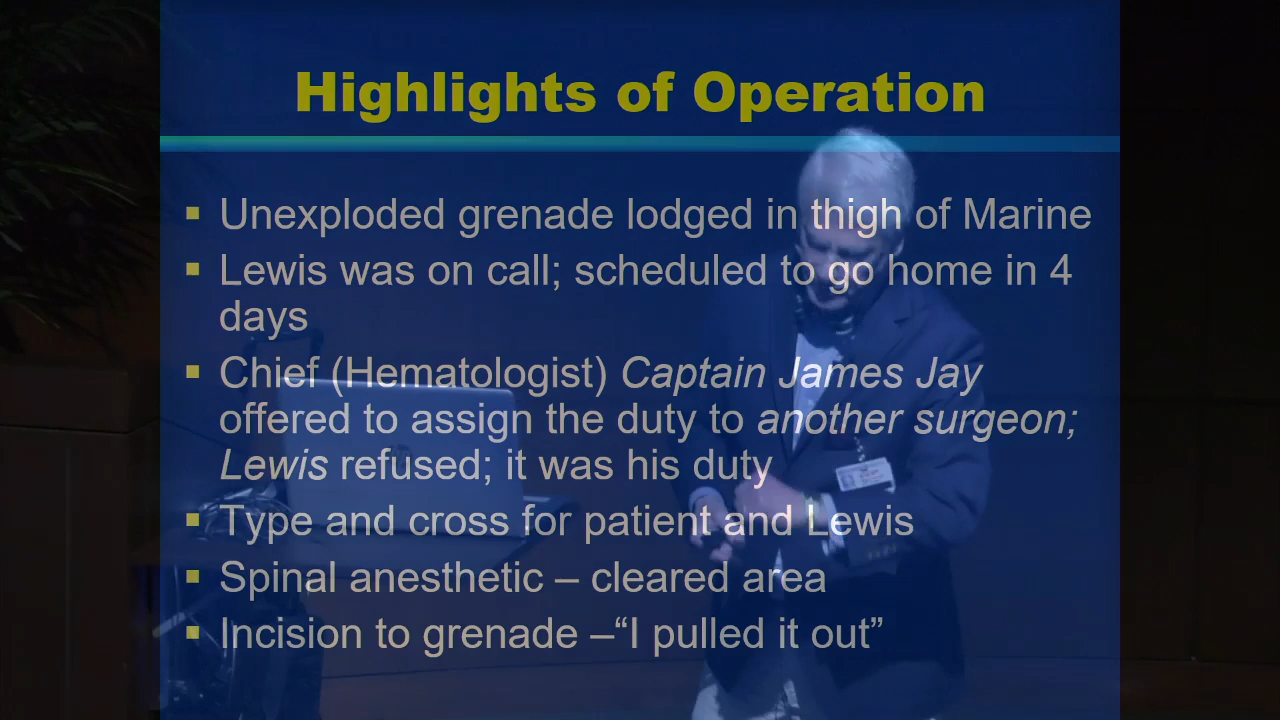 Highlights of Operation
▪ Unexploded grenade lodged in thigh of Marine
▪ Lewis was on call; scheduled to go home in 4
days
▪ Chief (Hematologist) Captain James Jay
offered to assign the duty to another surgeon;
Lewis refused; it was his duty
▪ Type and cross for patient and Lewis
▪ Spinal anesthetic – cleared area
▪ Incision to grenade –“I pulled it out”